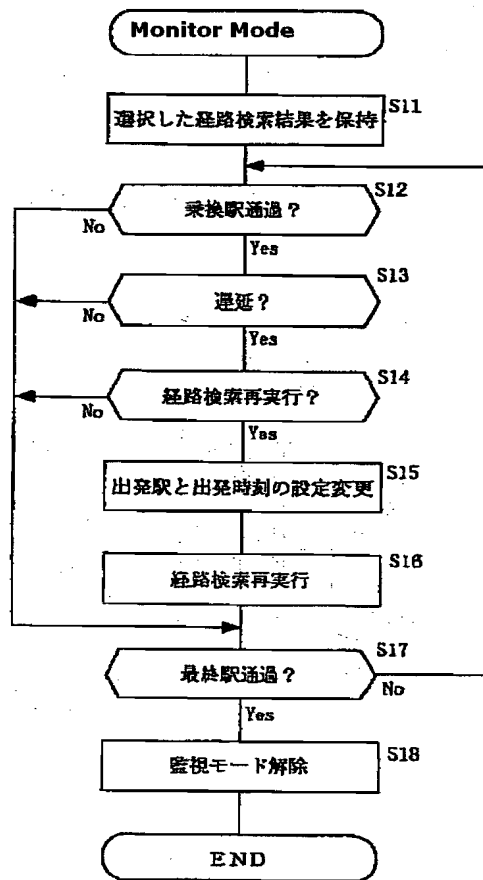 Monitor Mode
S11
選択した経路検索結果を保持
S12
乗換駅通過？
No
Yes
S13
遅延？
No
Yes
S14
経路検索再実行？
No
Yes
S15
出発駅と出発時刻の設定変更
S16
経路検索再実行
S17
最終駅通過？
No
Yes
S18
監視モード解除
END